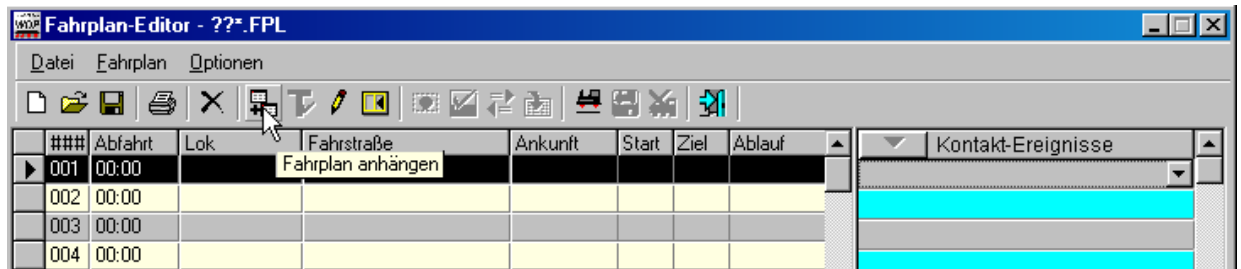 WDP Fahrplan-Editor - ??*.FPL
Datei Fahrplan Optionen
### Abfahrt Lok Fahrstraße Ankunft Start Ziel Ablauf Kontakt-Ereignisse
Fahrplan anhängen
001 00:00
002 00:00
003 00:00
004 00:00